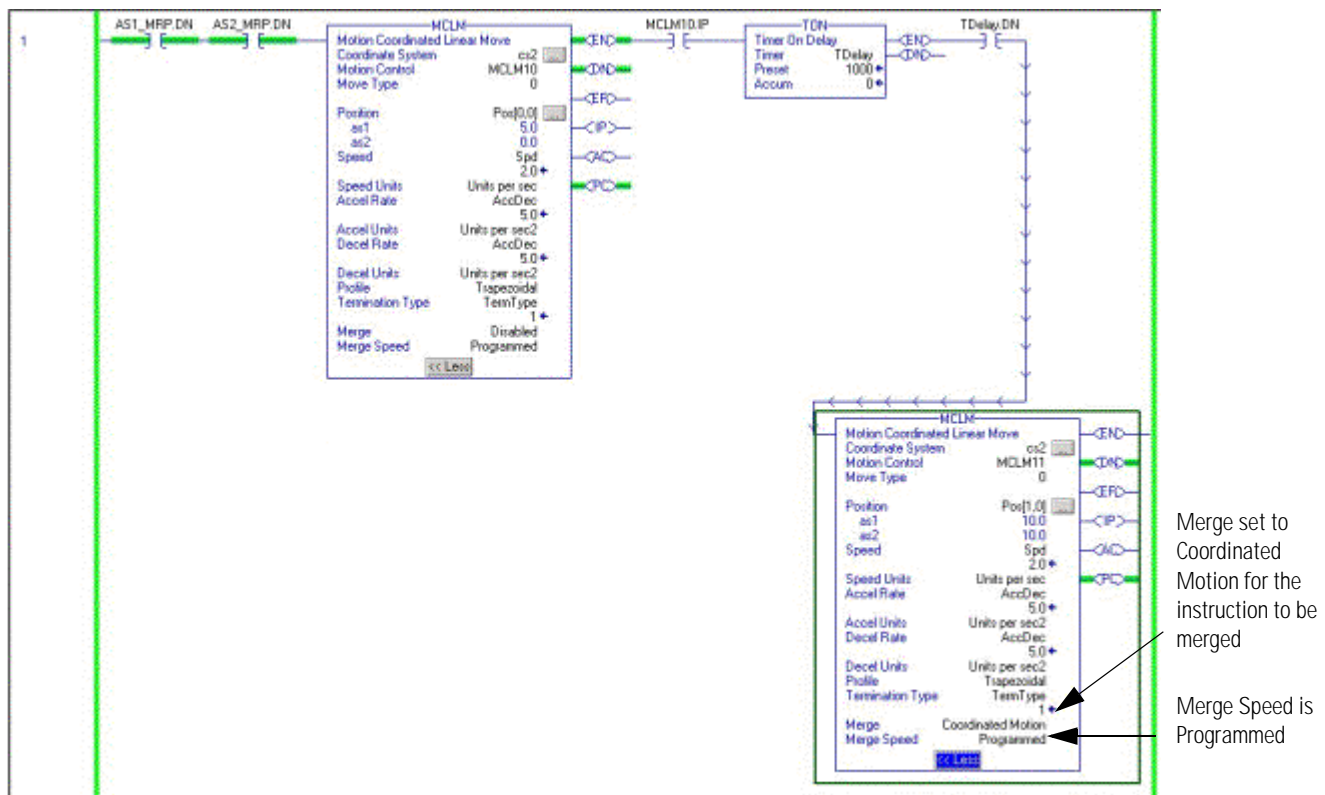 1
AS1_MRP.DN AS2_MRP.DN
MCLM
Motion Coordinated Linear Move
Coordinate System cs2 ...
Motion Control MCLM10
Move Type 0
Position Pos[0,0] ...
as1 5.0
as2 0.0
Speed Spd
2.0
Speed Units Units per sec
Accel Rate AccDec
5.0
Accel Units Units per sec2
Decel Rate AccDec
5.0
Decel Units Units per sec2
Profile Trapezoidal
Termination Type TermType
1
Merge Disabled
Merge Speed Programmed
<< Less
EN
DN
ER
IP
AC
PC
MCLM10.IP
TON
Timer On Delay
Timer TDelay
Preset 1000
Accum 0
EN
DN
TDelay.DN
MCLM
Motion Coordinated Linear Move
Coordinate System cs2 ...
Motion Control MCLM11
Move Type 0
Position Pos[1,0] ...
as1 10.0
as2 10.0
Speed Spd
2.0
Speed Units Units per sec
Accel Rate AccDec
5.0
Accel Units Units per sec2
Decel Rate AccDec
5.0
Decel Units Units per sec2
Profile Trapezoidal
Termination Type TermType
1
Merge Coordinated Motion
Merge Speed Programmed
<< Less
EN
DN
ER
IP
AC
PC
Merge set to
Coordinated
Motion for the
instruction to be
merged
Merge Speed is
Programmed